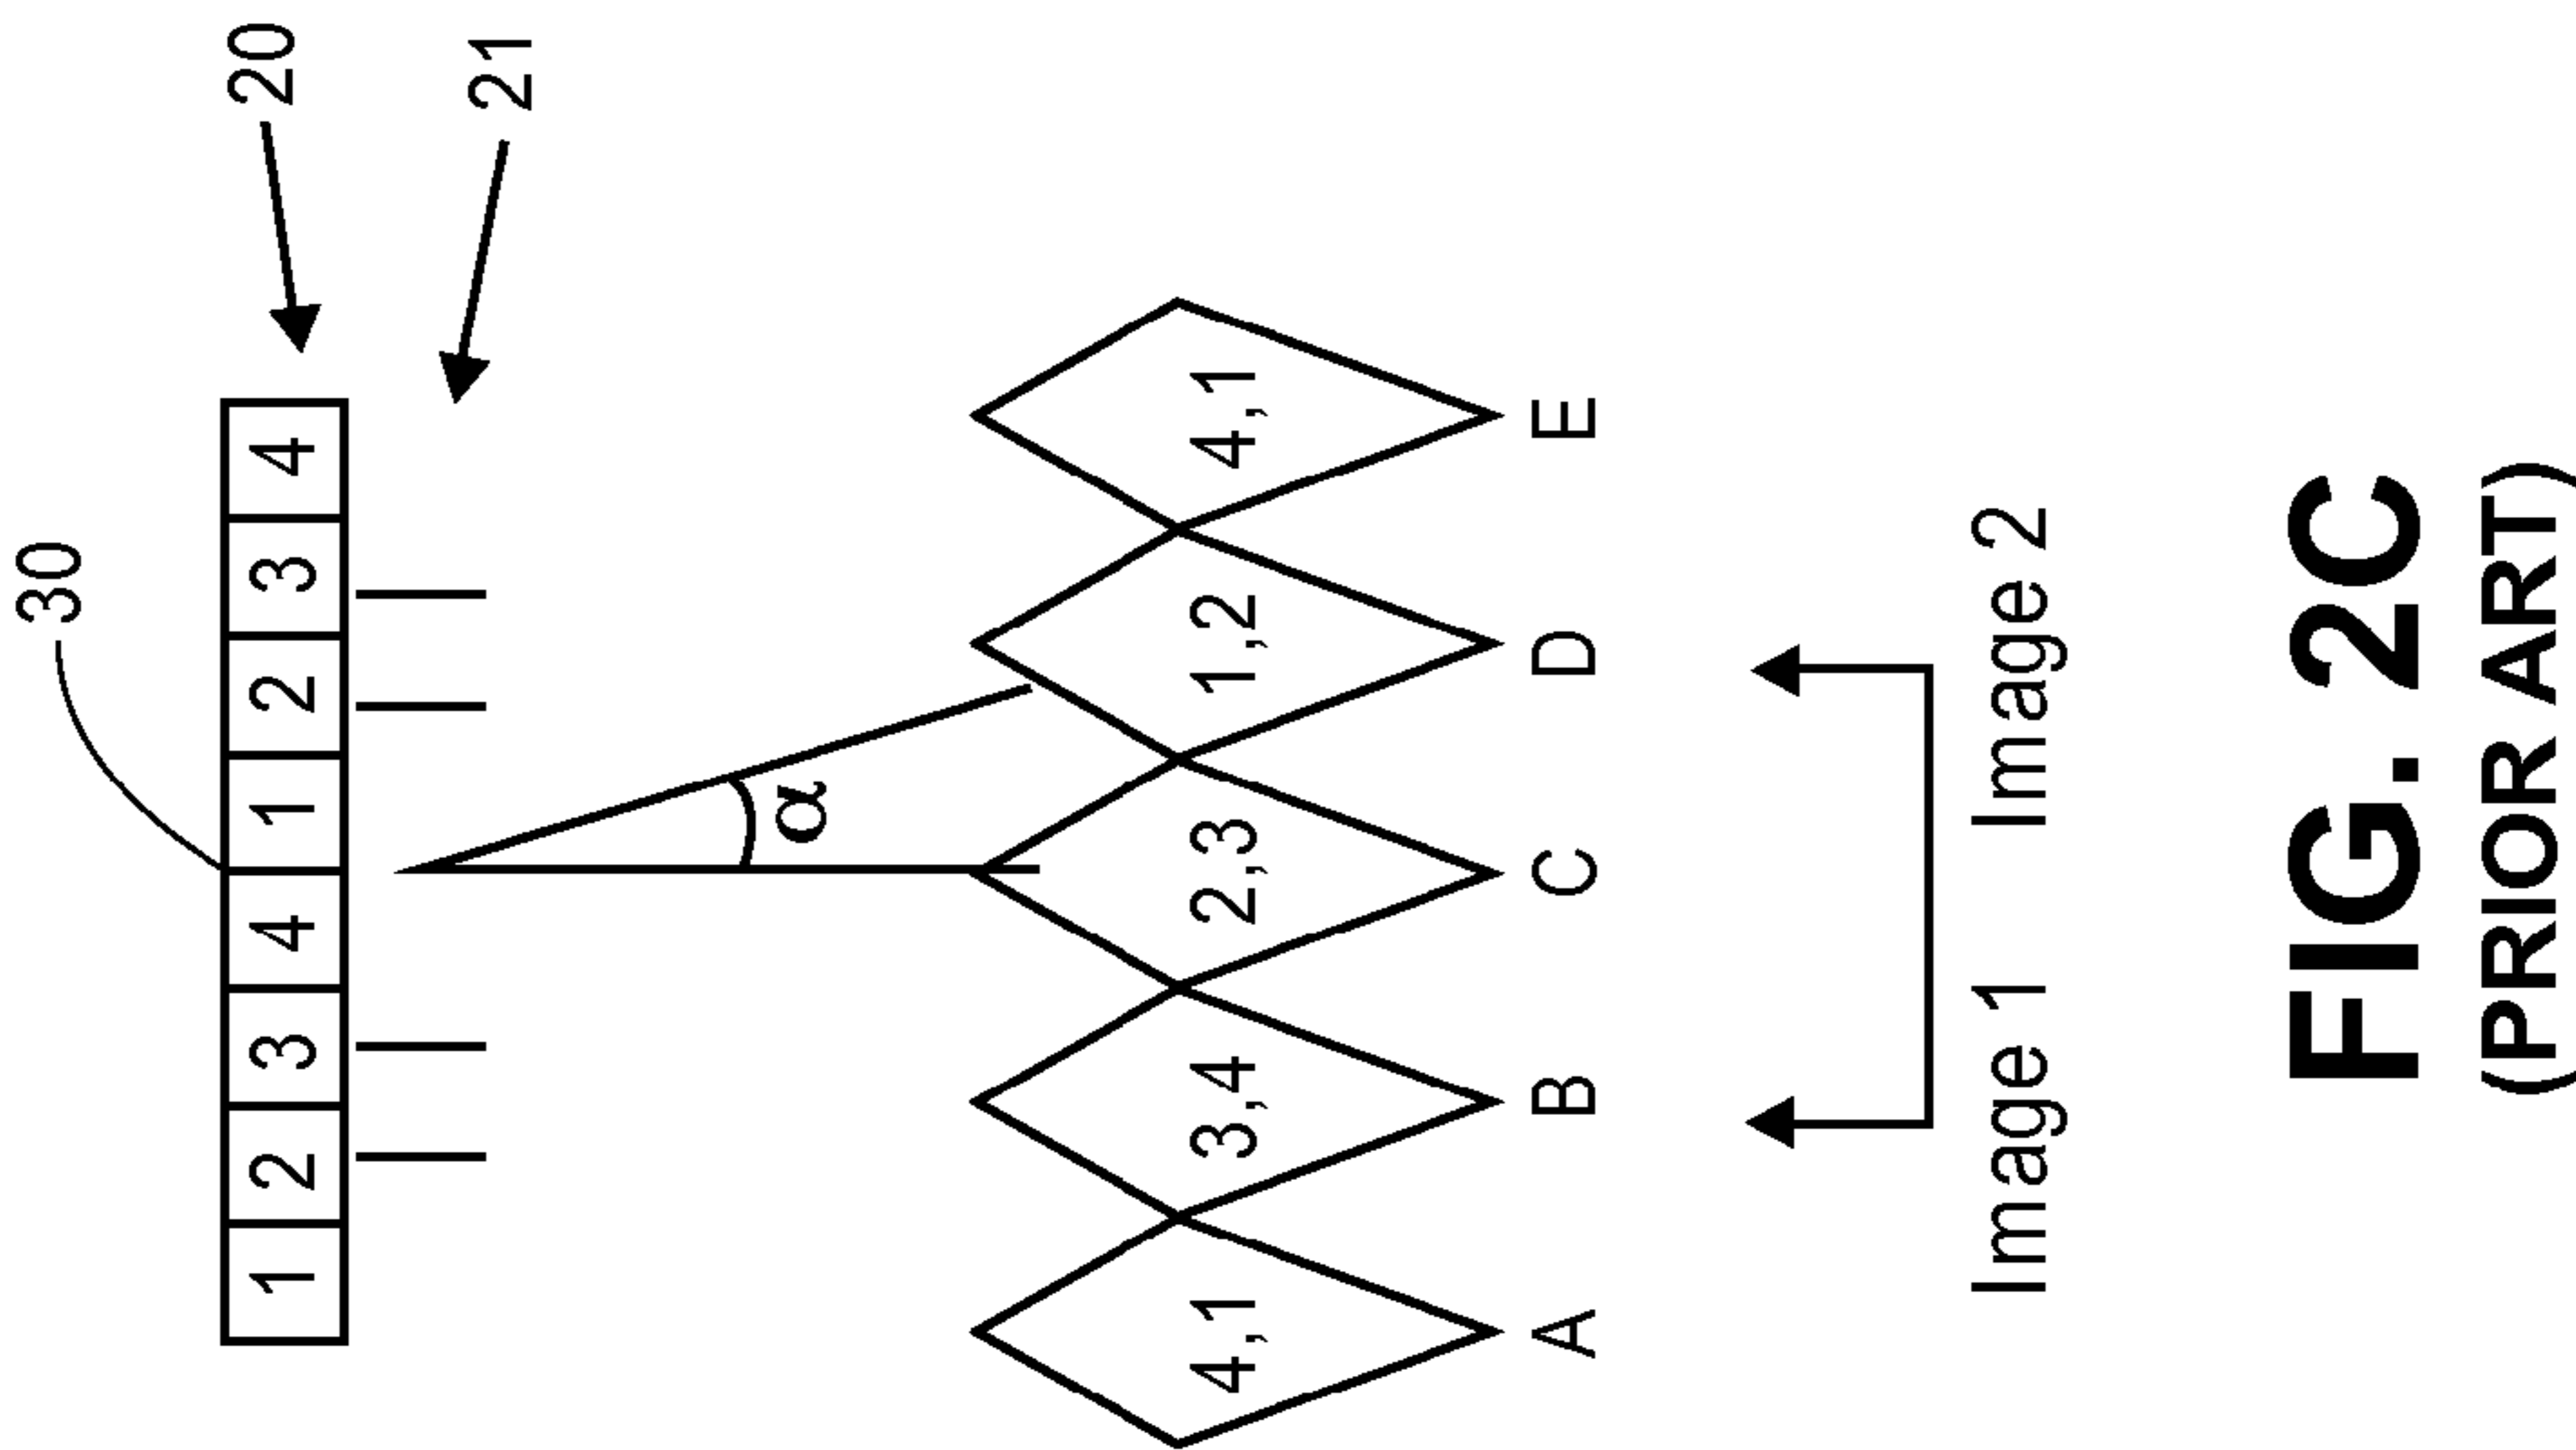 30
1 2 3 4 1 2 3 4 20
21
α
4,1 3,4 2,3 1,2 4,1
A B C D E
Image 1 Image 2
FIG. 2C
(PRIOR ART)